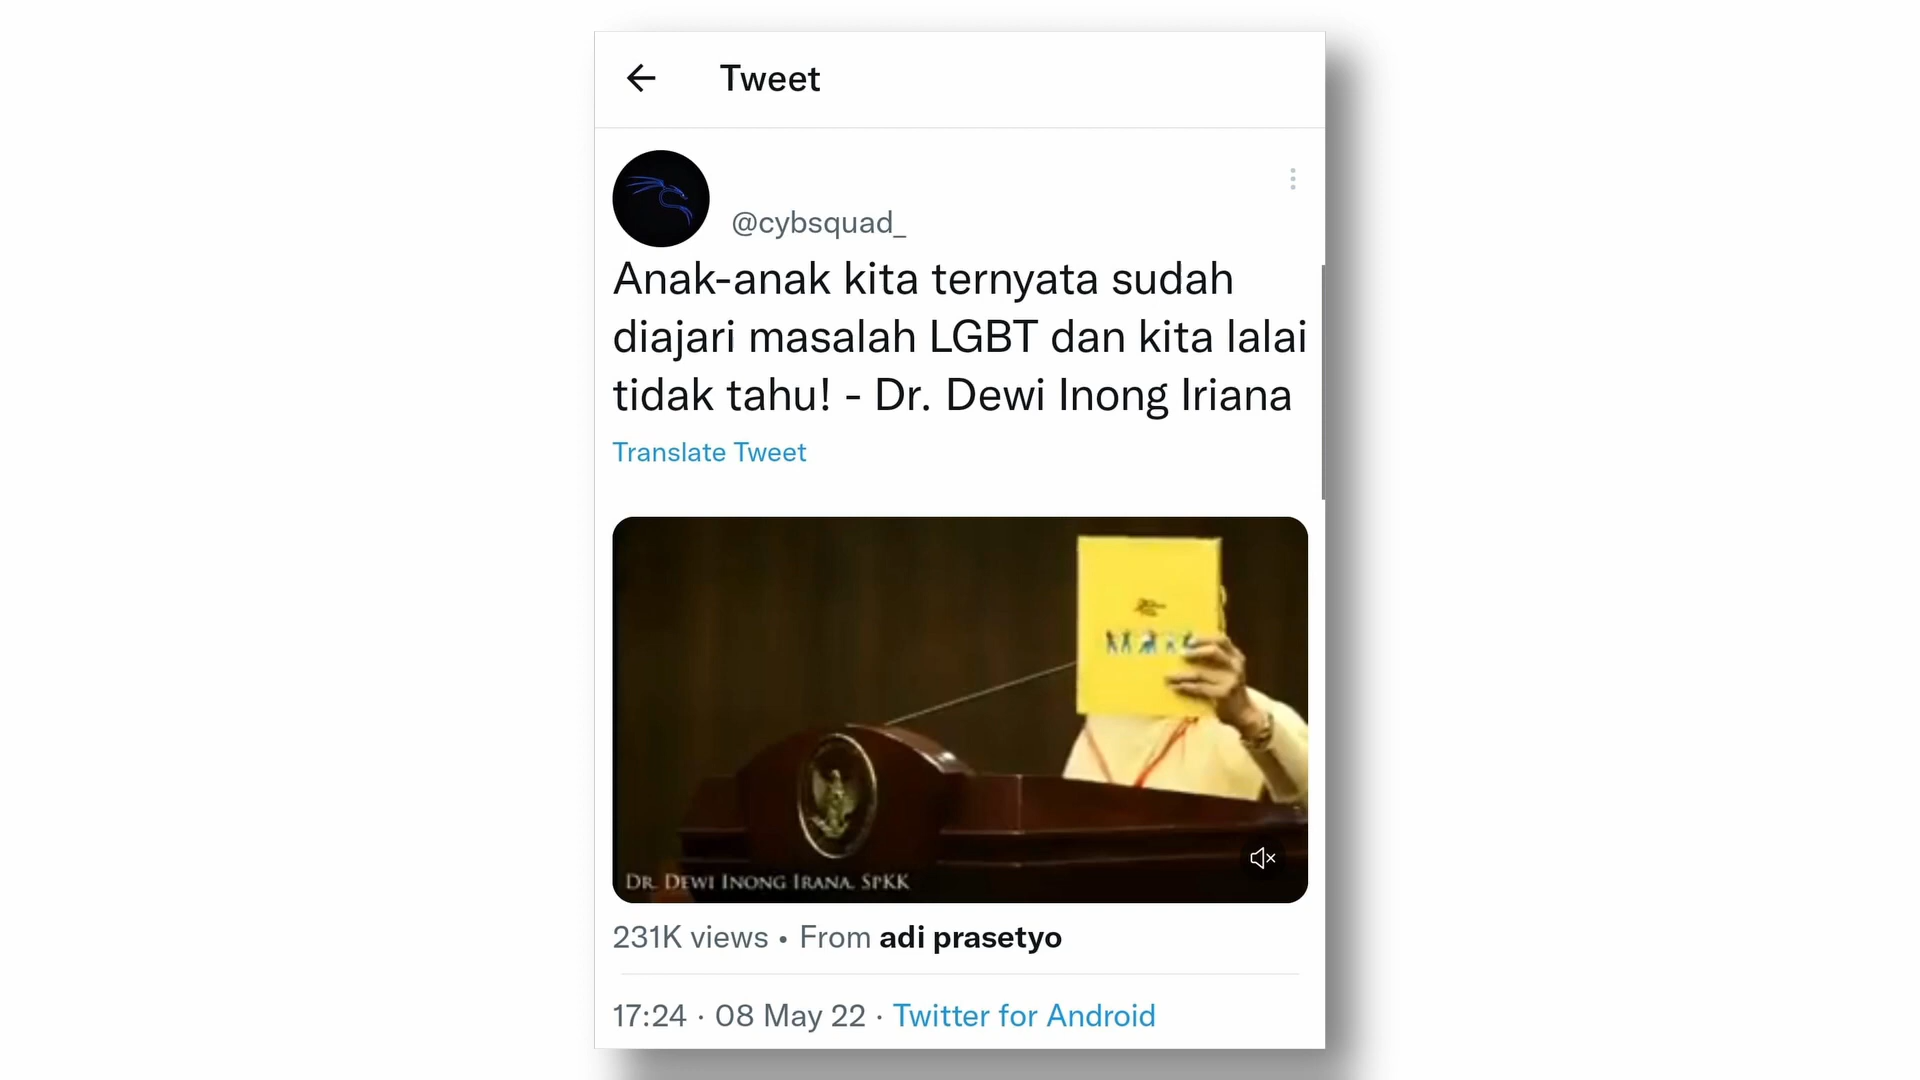 Tweet
@cybsquad_
Anak-anak kita ternyata sudah
diajari masalah LGBT dan kita lalai
tidak tahu! - Dr. Dewi Inong Iriana
Translate Tweet
DR. DEWI INONG IRANA, SPKK
231K views • From adi prasetyo
17:24 · 08 May 22 · Twitter for Android